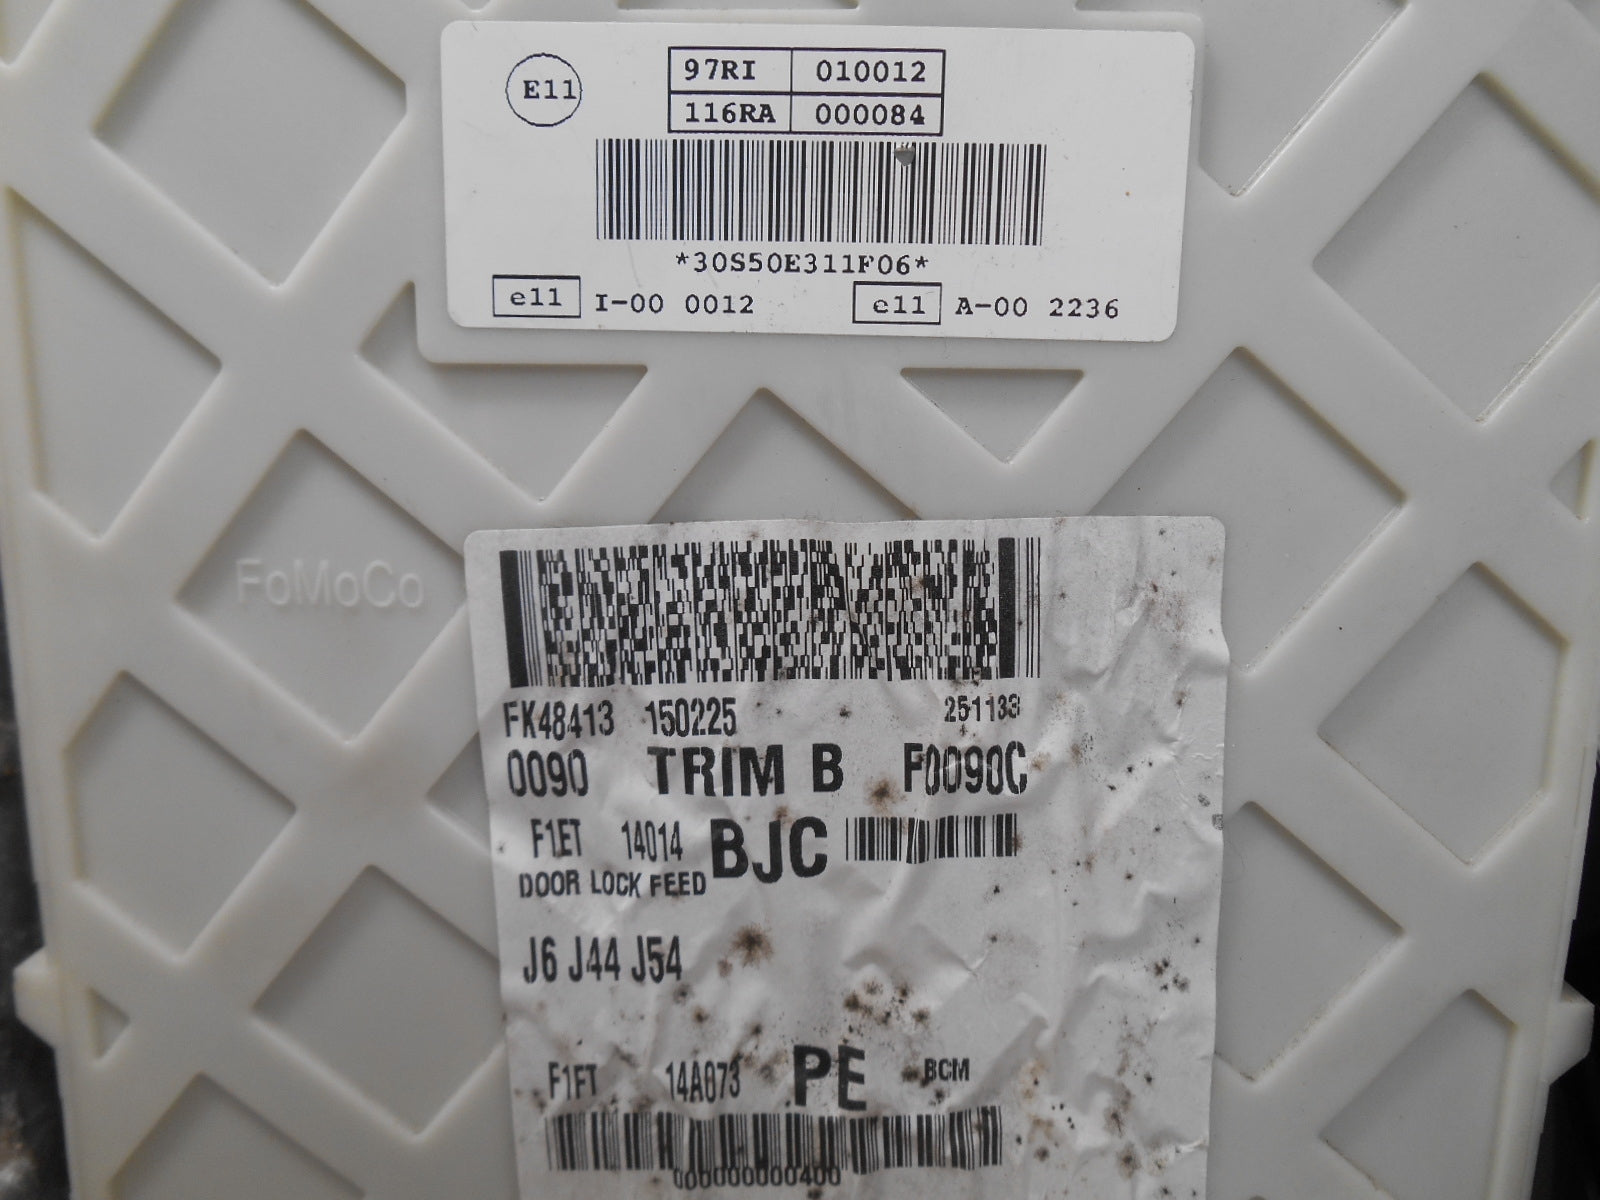 E11
97RI 010012
116RA 000084
*30S50E311F06*
e11 I-00 0012 e11 A-00 2236
FoMoCo
FK48413 150225 251133
0090 TRIM B F0090C
F1ET 14014 BJC
DOOR LOCK FEED
J6 J44 J54
F1FT 14A073 PE BCM
000000000400